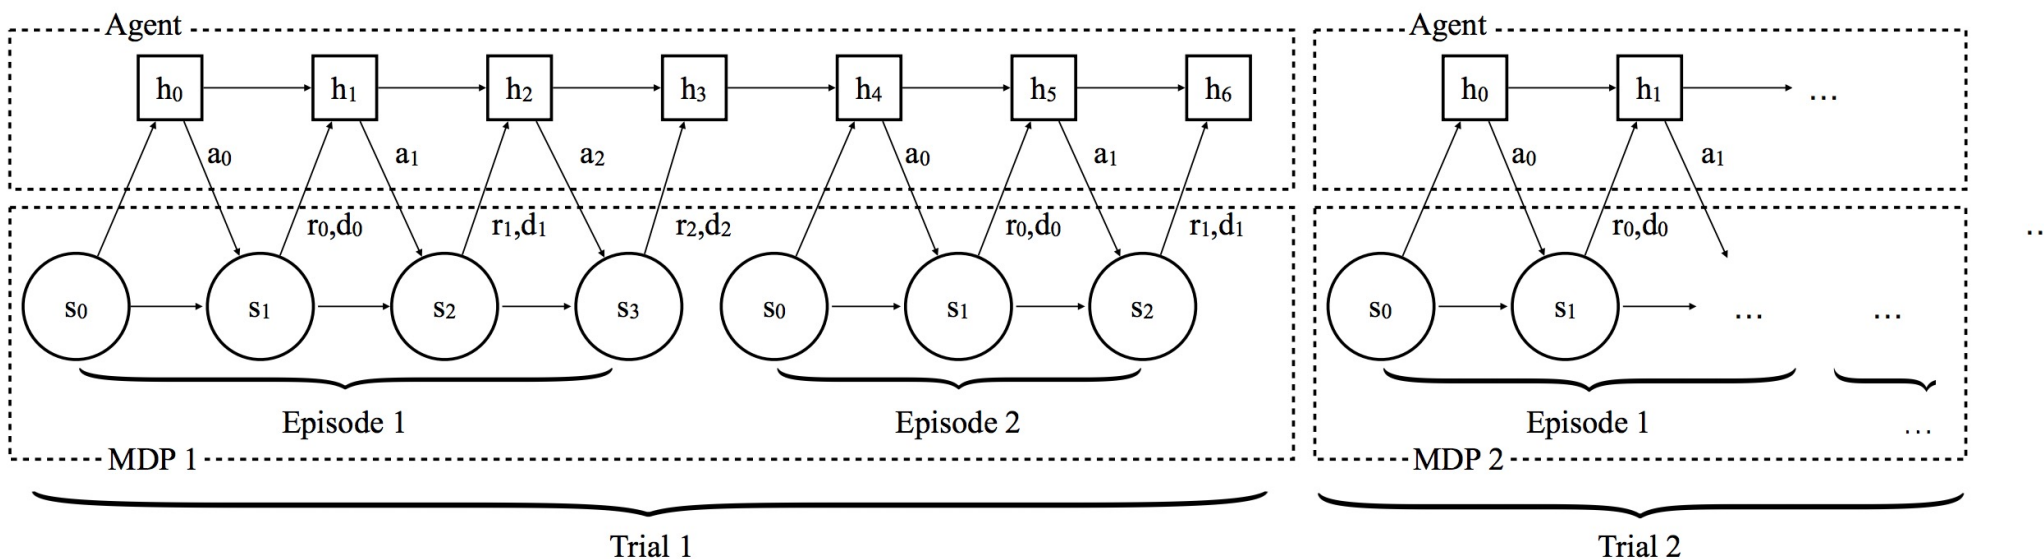 Agent Agent
h0 h1 h2 h3 h4 h5 h6 h0 h1 ...
a0 a1 a2 a0 a1 a0 a1
r0,d0 r1,d1 r2,d2 r0,d0 r1,d1 r0,d0 ..
s0 s1 s2 s3 s0 s1 s2 s0 s1 ... ...
Episode 1 Episode 2 Episode 1 ...
MDP 1 MDP 2
Trial 1 Trial 2